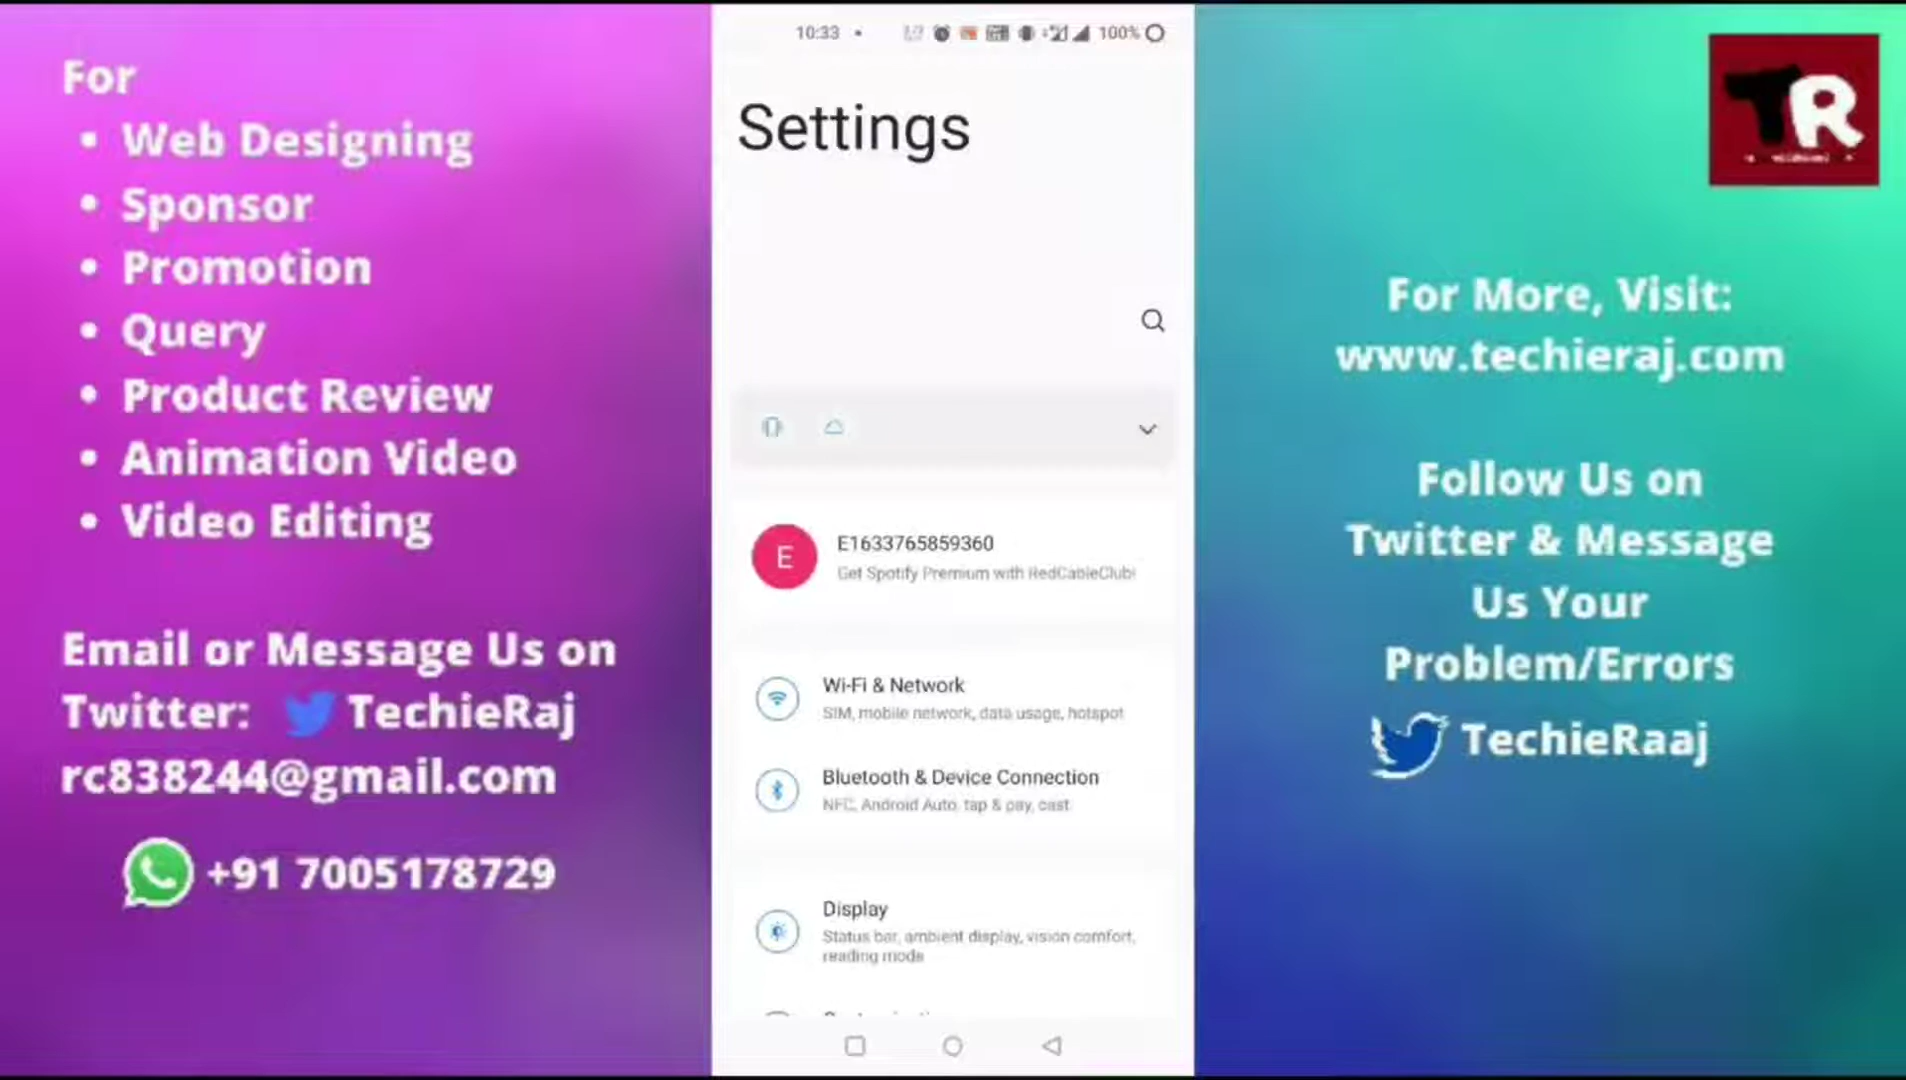 For
• Web Designing
• Sponsor
• Promotion
• Query
• Product Review
• Animation Video
• Video Editing
Email or Message Us on
Twitter: TechieRaj
rc838244@gmail.com
+91 7005178729
10:33
100%
Settings
E
E1633765859360
Get Spotify Premium with RedCableClub!
Wi-Fi & Network
SIM, mobile network, data usage, hotspot
Bluetooth & Device Connection
NFC, Android Auto, tap & pay, cast
Display
Status bar, ambient display, vision comfort,
reading mode
TR
For More, Visit:
www.techieraj.com
Follow Us on
Twitter & Message
Us Your
Problem/Errors
TechieRaaj